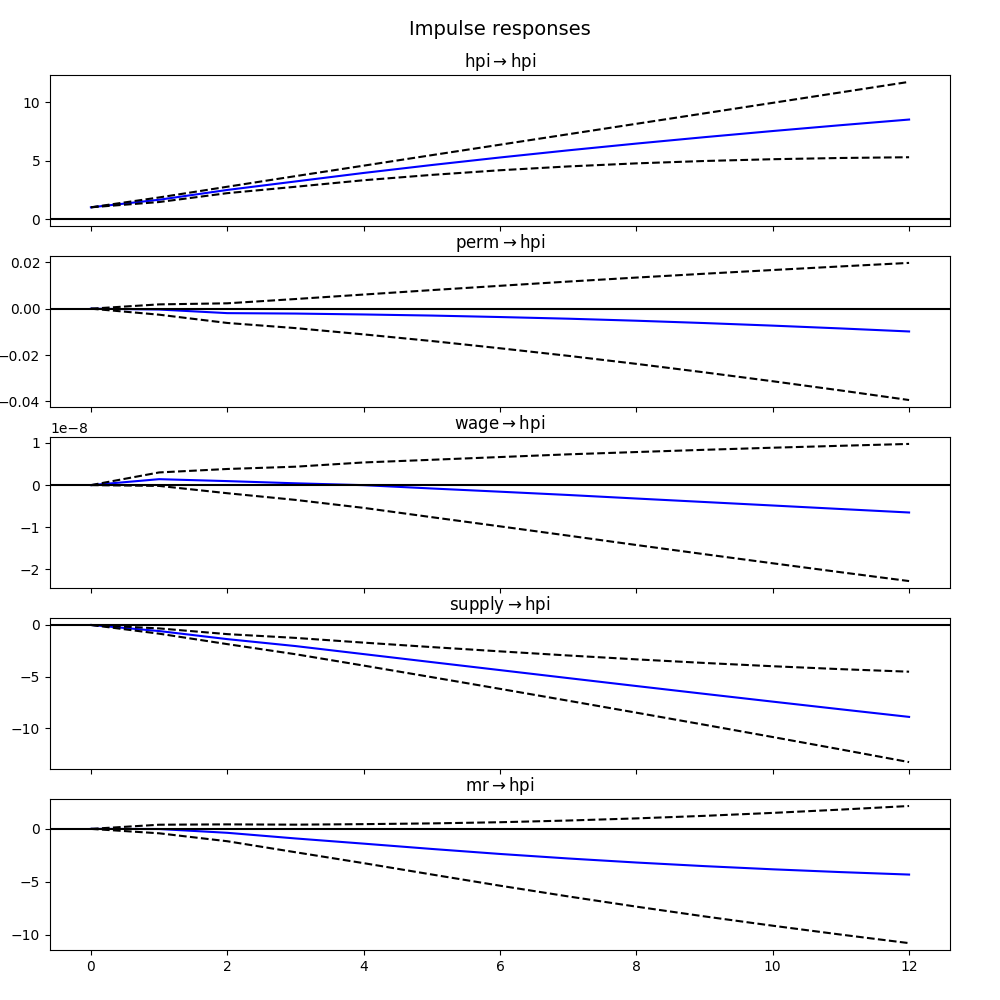 Impulse responses
hpi → hpi
10
5
0
perm → hpi
0.02
0.00
−0.02
−0.04
1e−8
wage → hpi
1
0
−1
−2
supply → hpi
0
−5
−10
mr → hpi
0
−5
−10
0 2 4 6 8 10 12